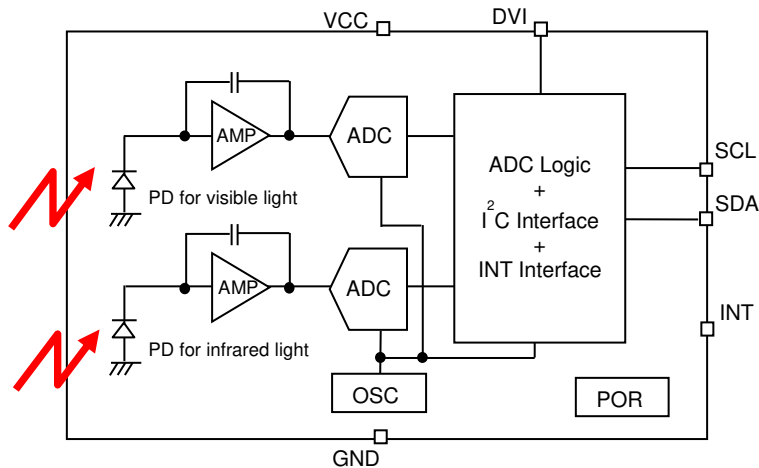 VCC
DVI
AMP
ADC
PD for visible light
ADC Logic
+
I²C Interface
+
INT Interface
SCL
SDA
AMP
ADC
PD for infrared light
INT
OSC
POR
GND